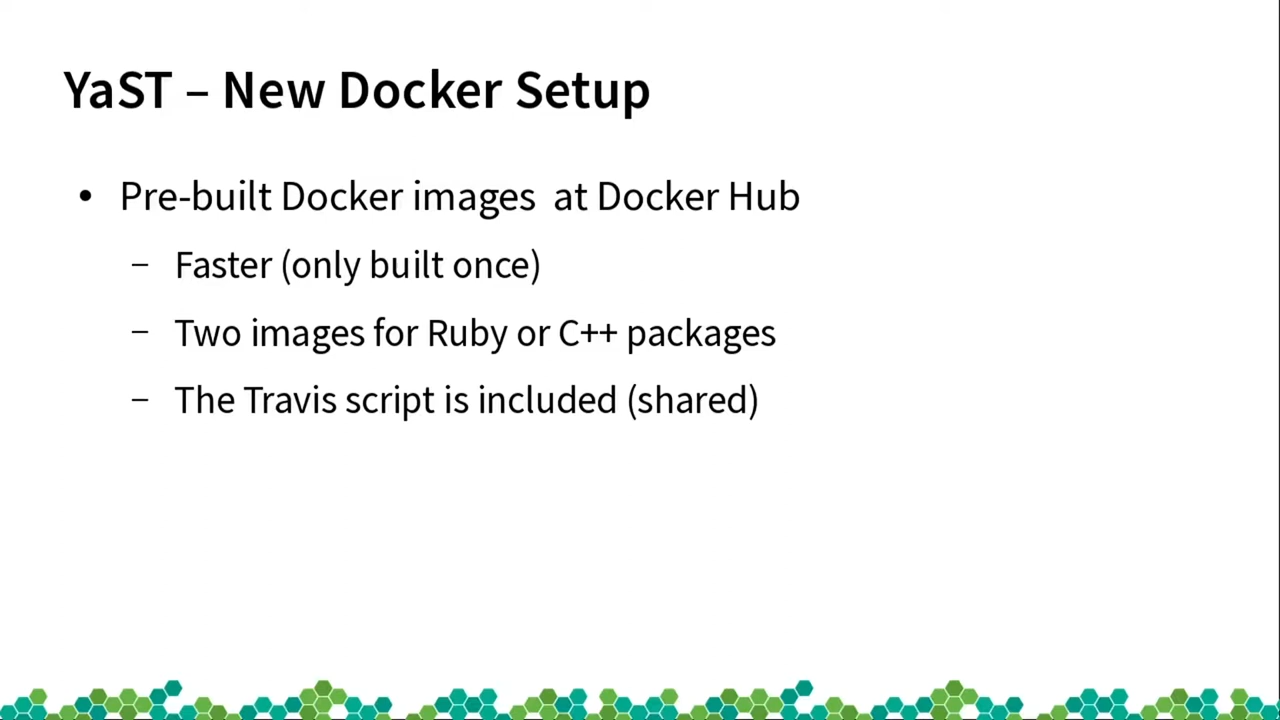 YaST – New Docker Setup
• Pre-built Docker images  at Docker Hub
– Faster (only built once)
– Two images for Ruby or C++ packages
– The Travis script is included (shared)